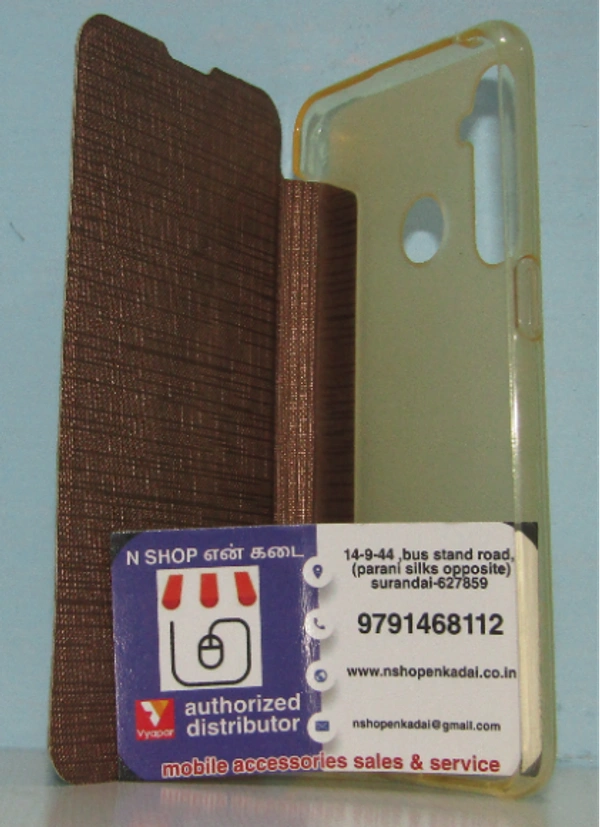 N SHOP என் கடை
Vyapar
authorized
distributor
14-9-44 ,bus stand road,
(parani silks opposite)
surandai-627859
9791468112
www.nshopenkadai.co.in
nshopenkadai@gmail.com
mobile accessories sales & service